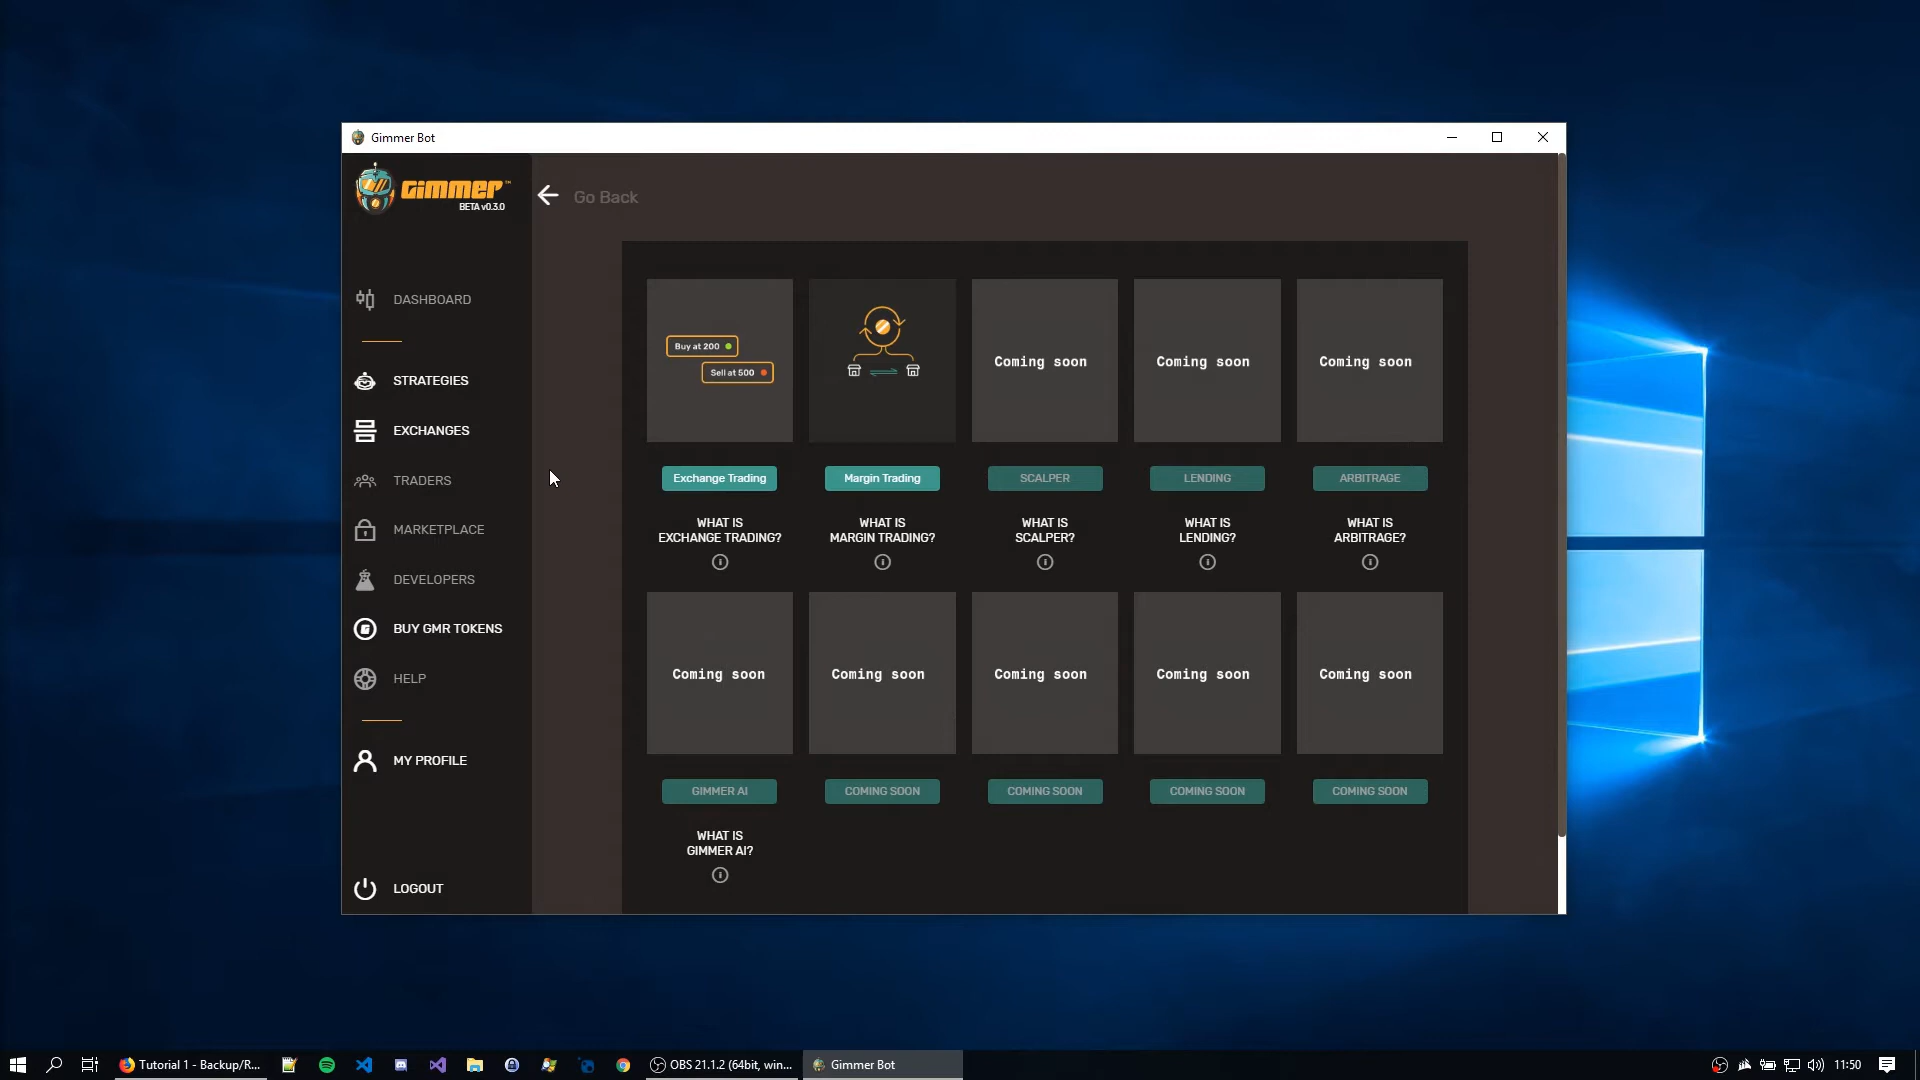 Gimmer Bot
GIMMER™
BETA v0.3.0
Go Back
DASHBOARD
STRATEGIES
EXCHANGES
TRADERS
MARKETPLACE
DEVELOPERS
BUY GMR TOKENS
HELP
MY PROFILE
LOGOUT
Buy at 200
Sell at 500
Coming soon
Coming soon
Coming soon
Exchange Trading
Margin Trading
SCALPER
LENDING
ARBITRAGE
WHAT IS
EXCHANGE TRADING?
WHAT IS
MARGIN TRADING?
WHAT IS
SCALPER?
WHAT IS
LENDING?
WHAT IS
ARBITRAGE?
Coming soon
Coming soon
Coming soon
Coming soon
Coming soon
GIMMER AI
COMING SOON
COMING SOON
COMING SOON
COMING SOON
WHAT IS
GIMMER AI?
Tutorial 1 - Backup/R...
OBS 21.1.2 (64bit, win...
Gimmer Bot
11:50